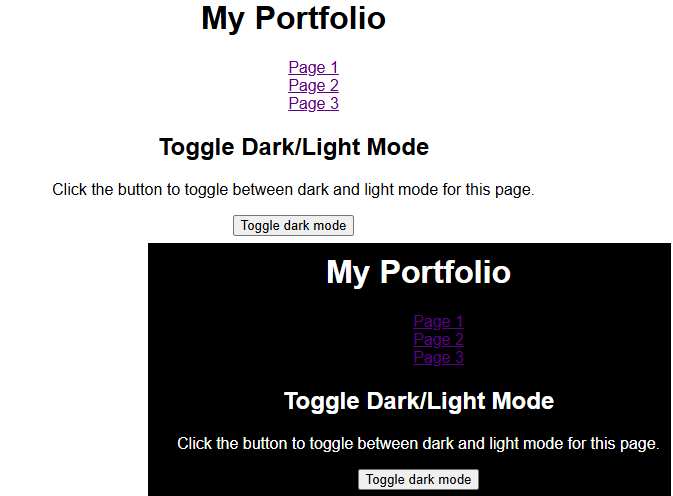 My Portfolio
Page 1
Page 2
Page 3
Toggle Dark/Light Mode
Click the button to toggle between dark and light mode for this page.
Toggle dark mode
My Portfolio
Page 1
Page 2
Page 3
Toggle Dark/Light Mode
Click the button to toggle between dark and light mode for this page.
Toggle dark mode